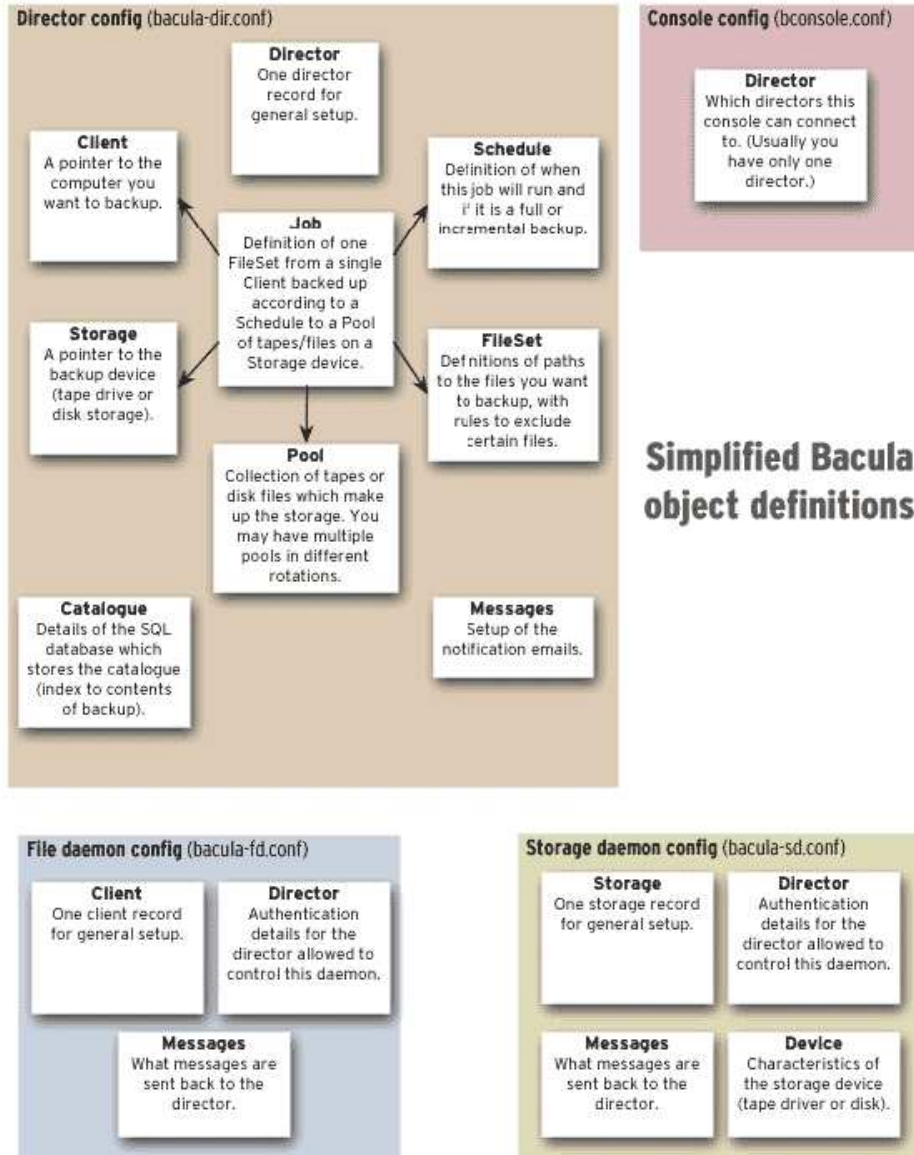 Director config (bacula-dir.conf)
Director
One director
record for
general setup.
Client
A pointer to the
computer you
want to backup.
Schedule
Definition of when
this job will run and
if it is a full or
incremental backup.
Job
Definition of one
FileSet from a single
Client backed up
according to a
Schedule to a Pool
of tapes/files on a
Storage device.
Storage
A pointer to the
backup device
(tape drive or
disk storage).
FileSet
Definitions of paths
to the files you want
to backup, with
rules to exclude
certain files.
Pool
Collection of tapes or
disk files which make
up the storage. You
may have multiple
pools in different
rotations.
Catalogue
Details of the SQL
database which
stores the catalogue
(index to contents
of backup).
Messages
Setup of the
notification emails.
Console config (bconsole.conf)
Director
Which directors this
console can connect
to. (Usually you
have only one
director.)
Simplified Bacula
object definitions
File daemon config (bacula-fd.conf)
Client
One client record
for general setup.
Director
Authentication
details for the
director allowed to
control this daemon.
Messages
What messages are
sent back to the
director.
Storage daemon config (bacula-sd.conf)
Storage
One storage record
for general setup.
Director
Authentication
details for the
director allowed to
control this daemon.
Messages
What messages are
sent back to the
director.
Device
Characteristics of
the storage device
(tape driver or disk).